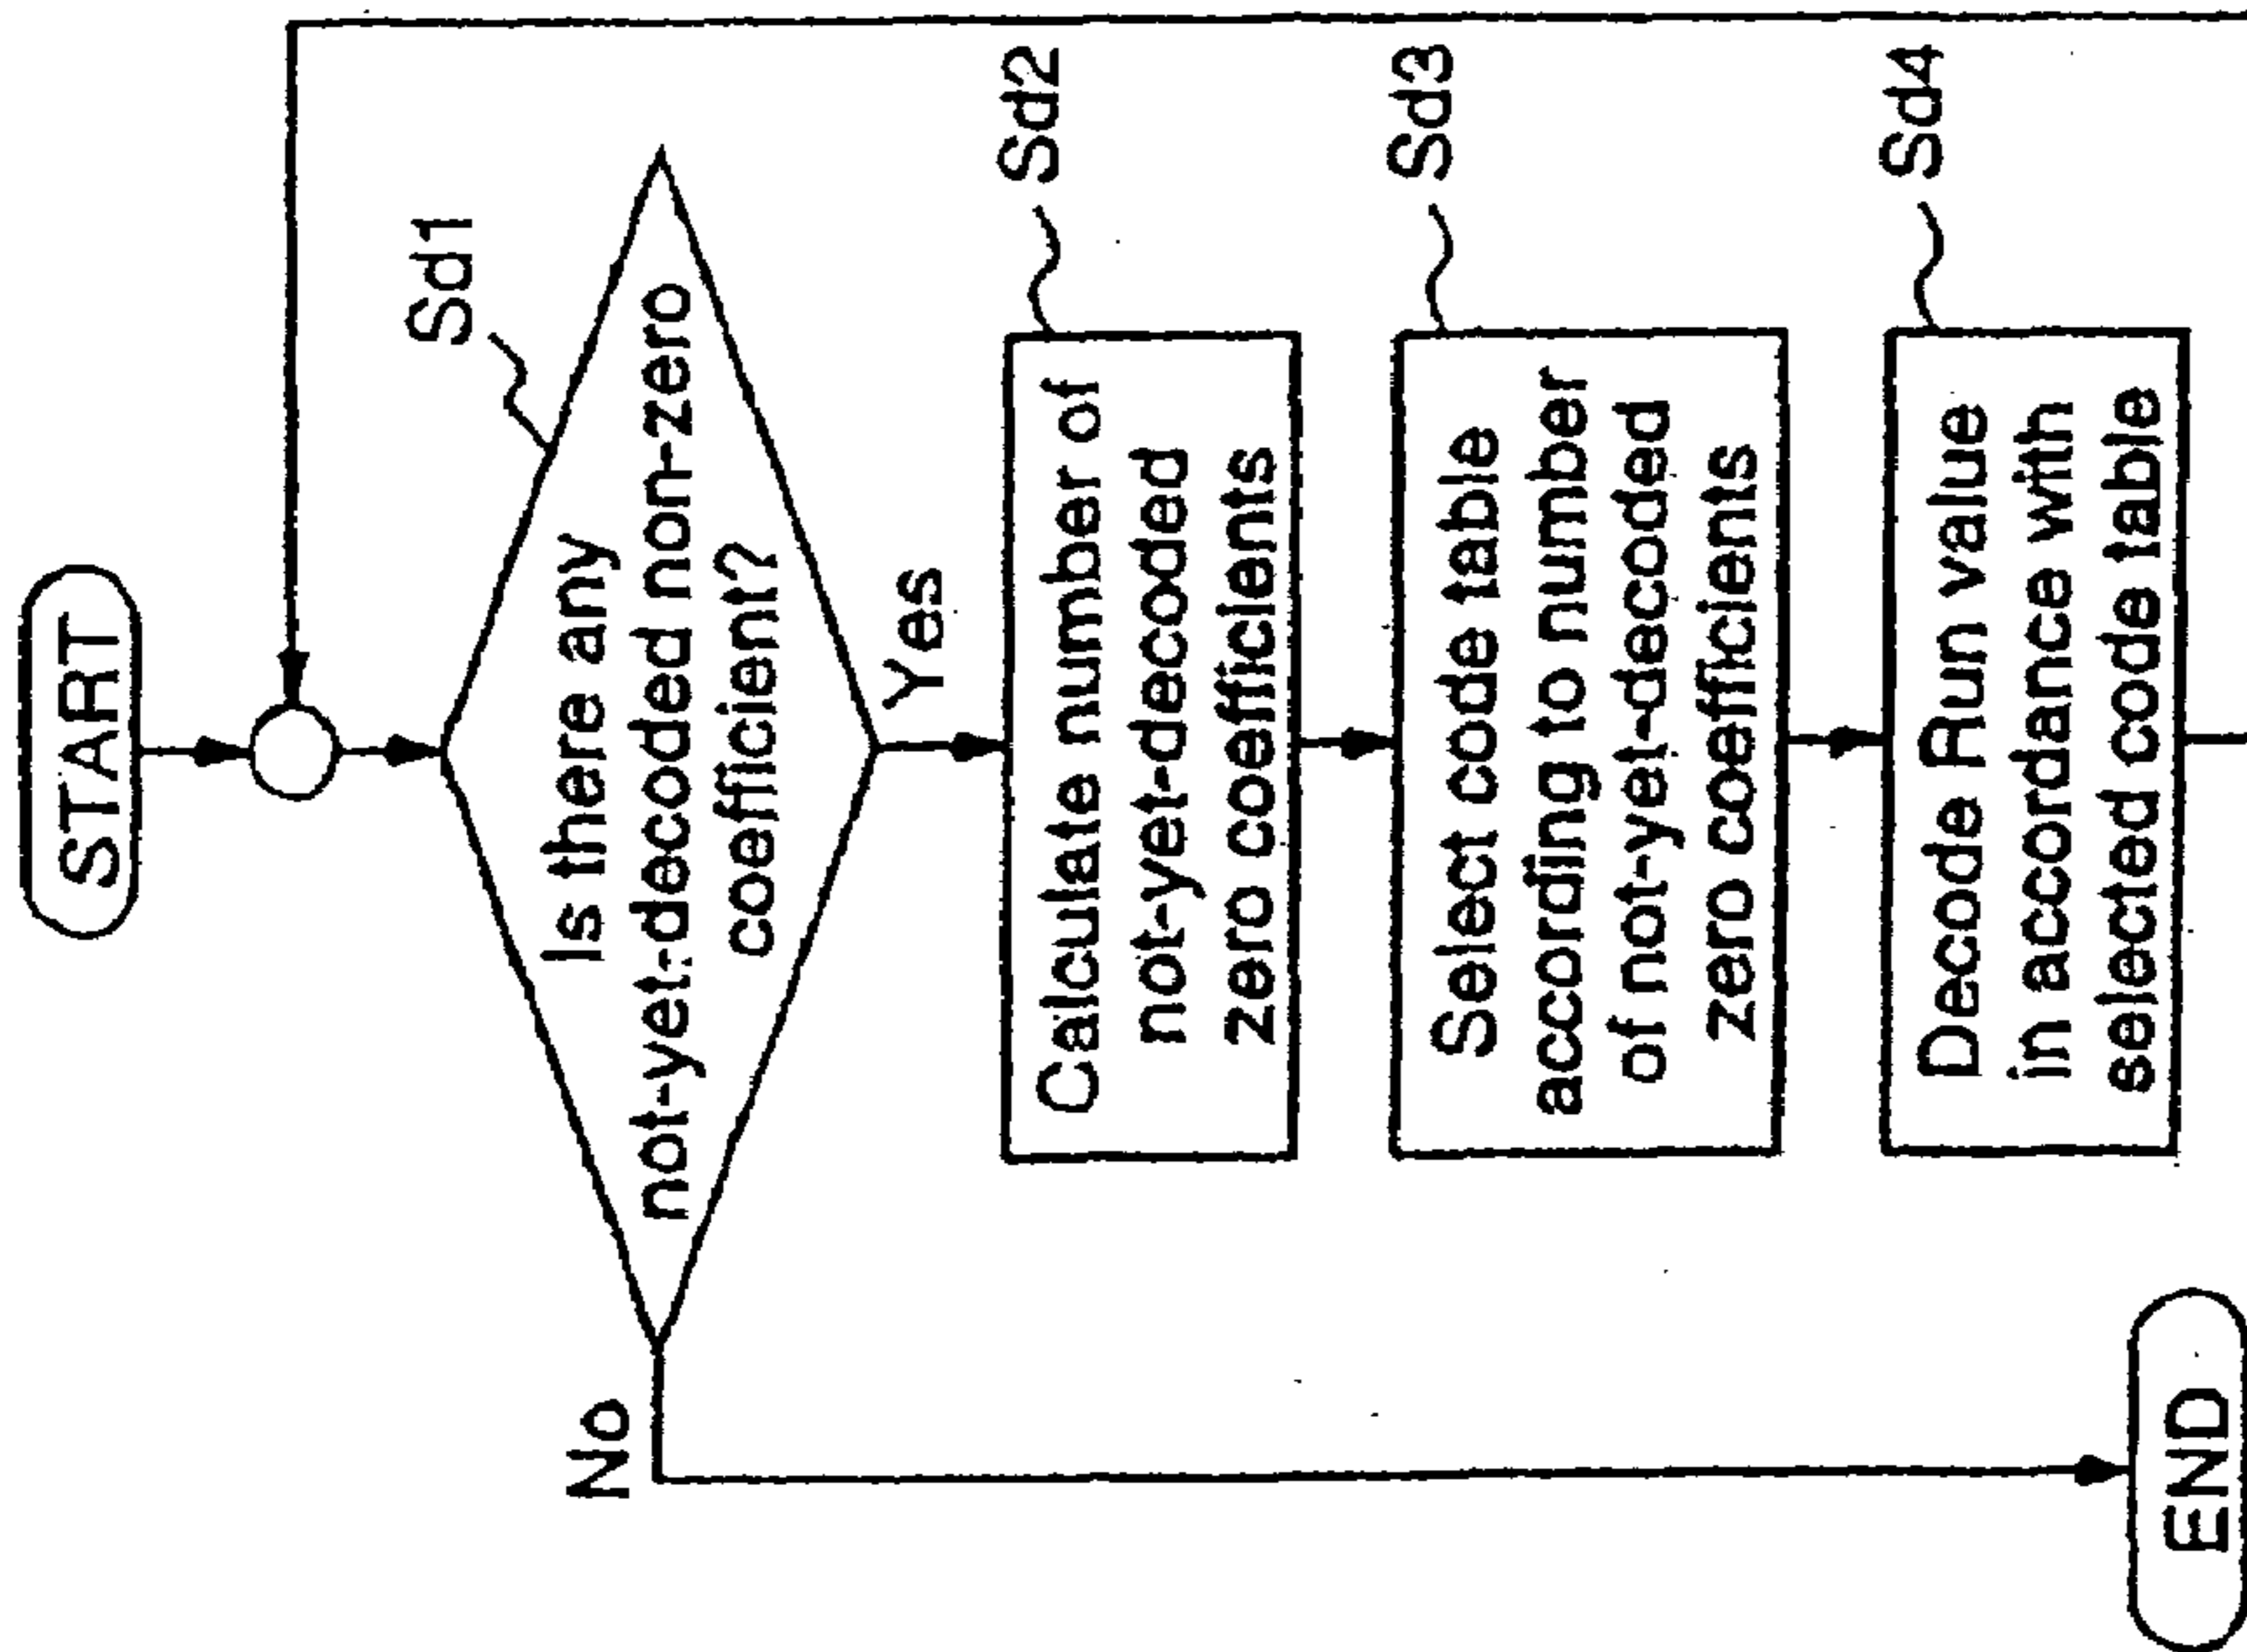 START
Sd1
Is there any
not-yet-decoded non-zero
coefficient?
No
Yes
Sd2
Calculate number of
not-yet-decoded
zero coefficients
Sd3
Select code table
according to number
of not-yet-decoded
zero coefficients
Sd4
Decode Run value
in accordance with
selected code table
END